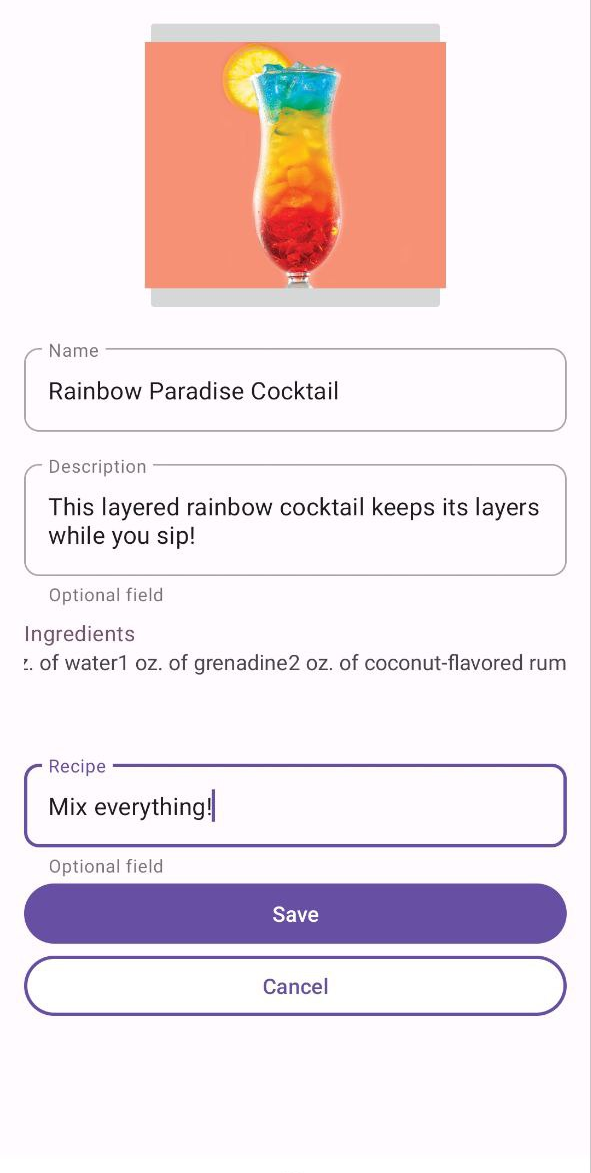 Name
Rainbow Paradise Cocktail
Description
This layered rainbow cocktail keeps its layers
while you sip!
Optional field
Ingredients
. of water1 oz. of grenadine2 oz. of coconut-flavored rum
Recipe
Mix everything!
Optional field
Save
Cancel